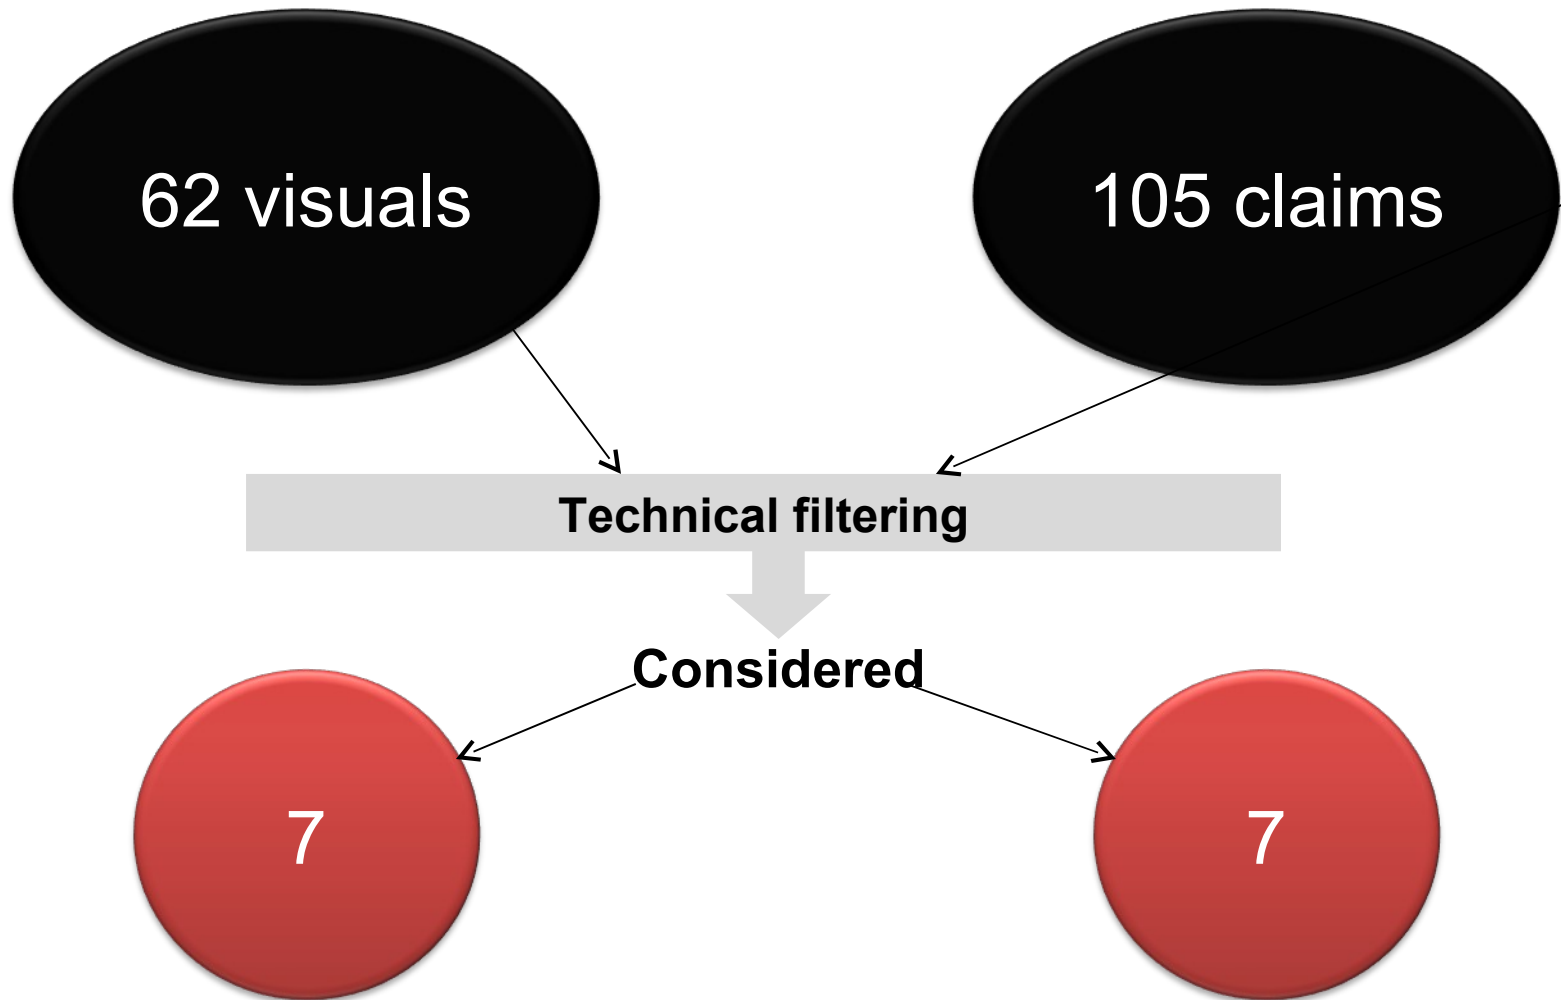 62 visuals
105 claims
Technical filtering
Considered
7
7